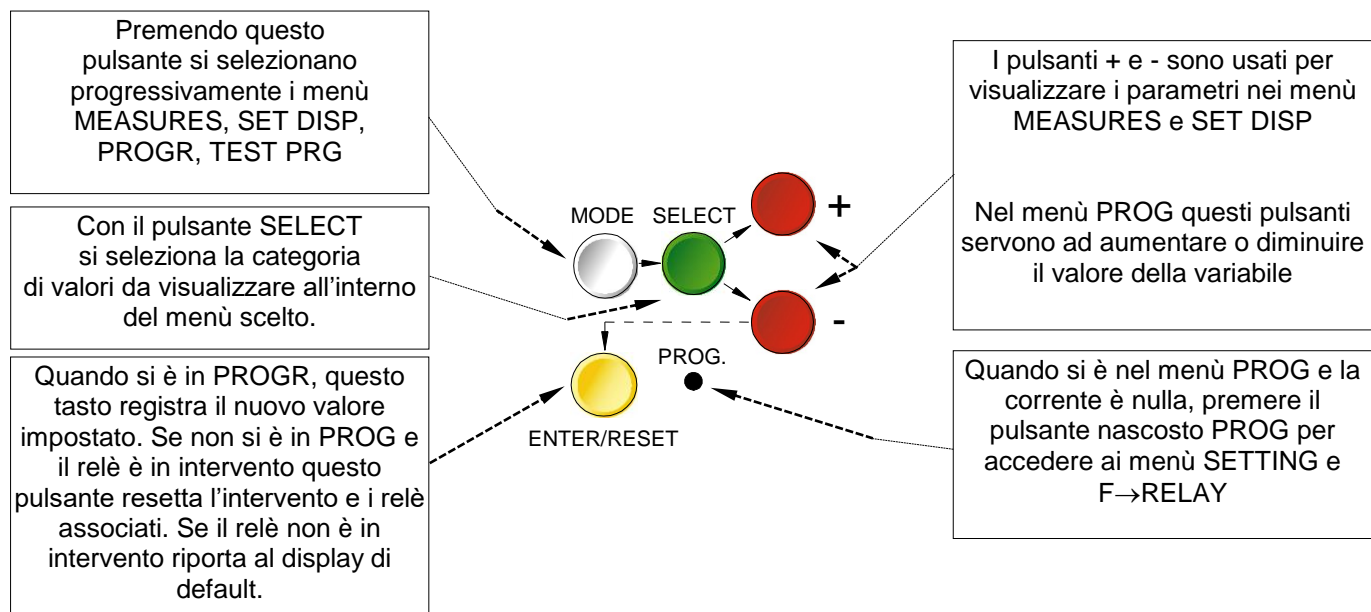 Premendo questo
pulsante si selezionano
progressivamente i menù
MEASURES, SET DISP,
PROGR, TEST PRG
Con il pulsante SELECT
si seleziona la categoria
di valori da visualizzare all’interno
del menù scelto.
Quando si è in PROGR, questo
tasto registra il nuovo valore
impostato. Se non si è in PROG e
il relè è in intervento questo
pulsante resetta l’intervento e i relè
associati. Se il relè non è in
intervento riporta al display di
default.
MODE SELECT
+
-
PROG.
ENTER/RESET
I pulsanti + e - sono usati per
visualizzare i parametri nei menù
MEASURES e SET DISP
Nel menù PROG questi pulsanti
servono ad aumentare o diminuire
il valore della variabile
Quando si è nel menù PROG e la
corrente è nulla, premere il
pulsante nascosto PROG per
accedere ai menù SETTING e
F→RELAY